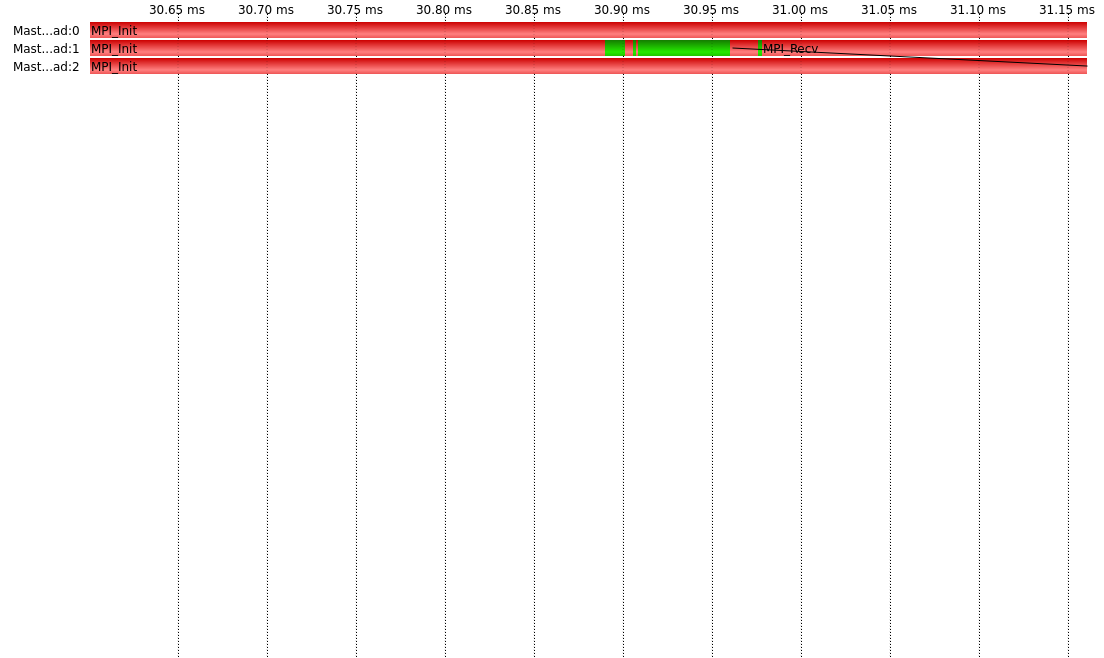 30.65 ms 30.70 ms 30.75 ms 30.80 ms 30.85 ms 30.90 ms 30.95 ms 31.00 ms 31.05 ms 31.10 ms 31.15 ms
Mast...ad:0 MPI_Init
Mast...ad:1 MPI_Init MPI_Recv
Mast...ad:2 MPI_Init